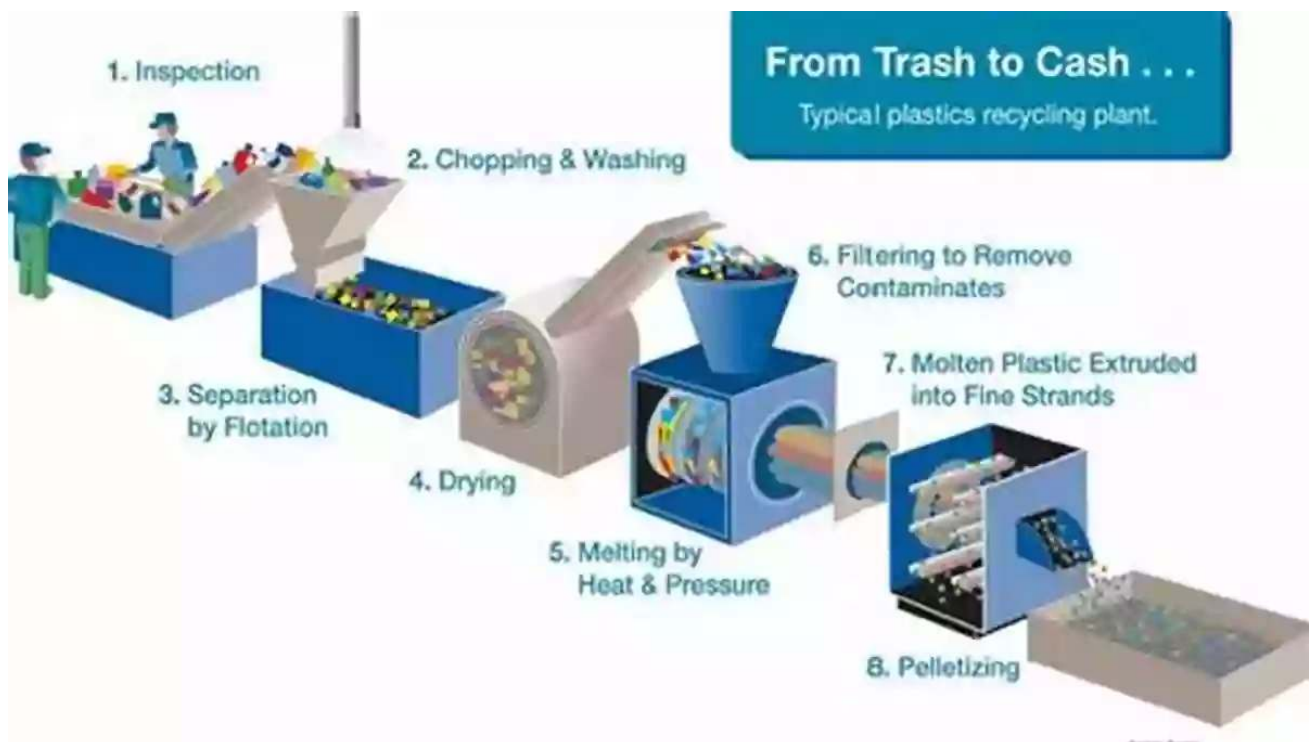 From Trash to Cash . . .
Typical plastics recycling plant.
1. Inspection
2. Chopping & Washing
3. Separation
by Flotation
4. Drying
5. Melting by
Heat & Pressure
6. Filtering to Remove
Contaminates
7. Molten Plastic Extruded
into Fine Strands
8. Pelletizing